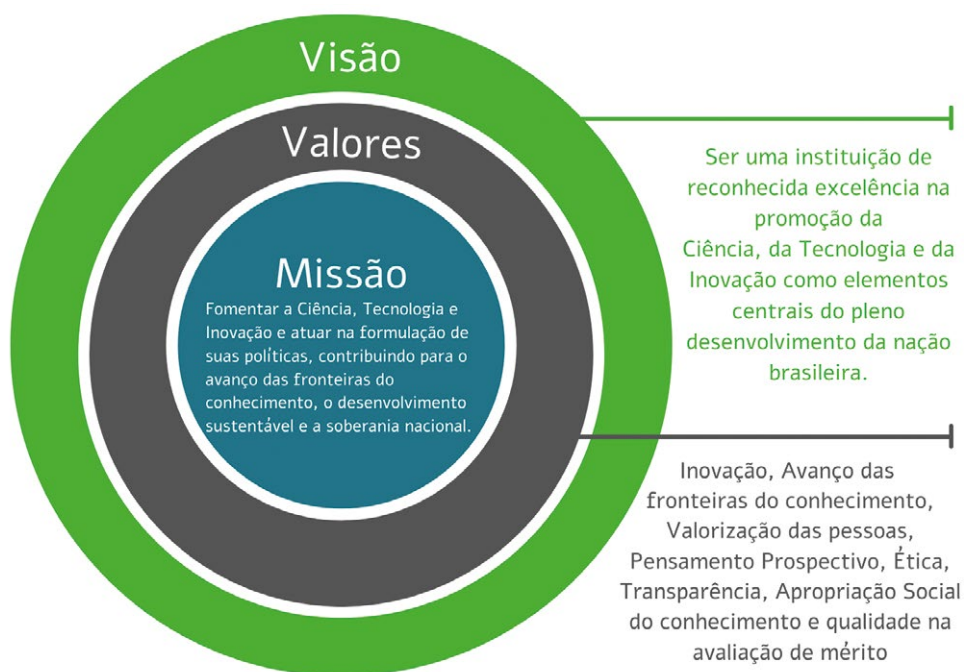 Visão
Valores
Missão
Fomentar a Ciência, Tecnologia e
Inovação e atuar na formulação de
suas políticas, contribuindo para o
avanço das fronteiras do
conhecimento, o desenvolvimento
sustentável e a soberania nacional.
Ser uma instituição de
reconhecida excelência na
promoção da
Ciência, da Tecnologia e da
Inovação como elementos
centrais do pleno
desenvolvimento da nação
brasileira.
Inovação, Avanço das
fronteiras do conhecimento,
Valorização das pessoas,
Pensamento Prospectivo, Ética,
Transparência, Apropriação Social
do conhecimento e qualidade na
avaliação de mérito